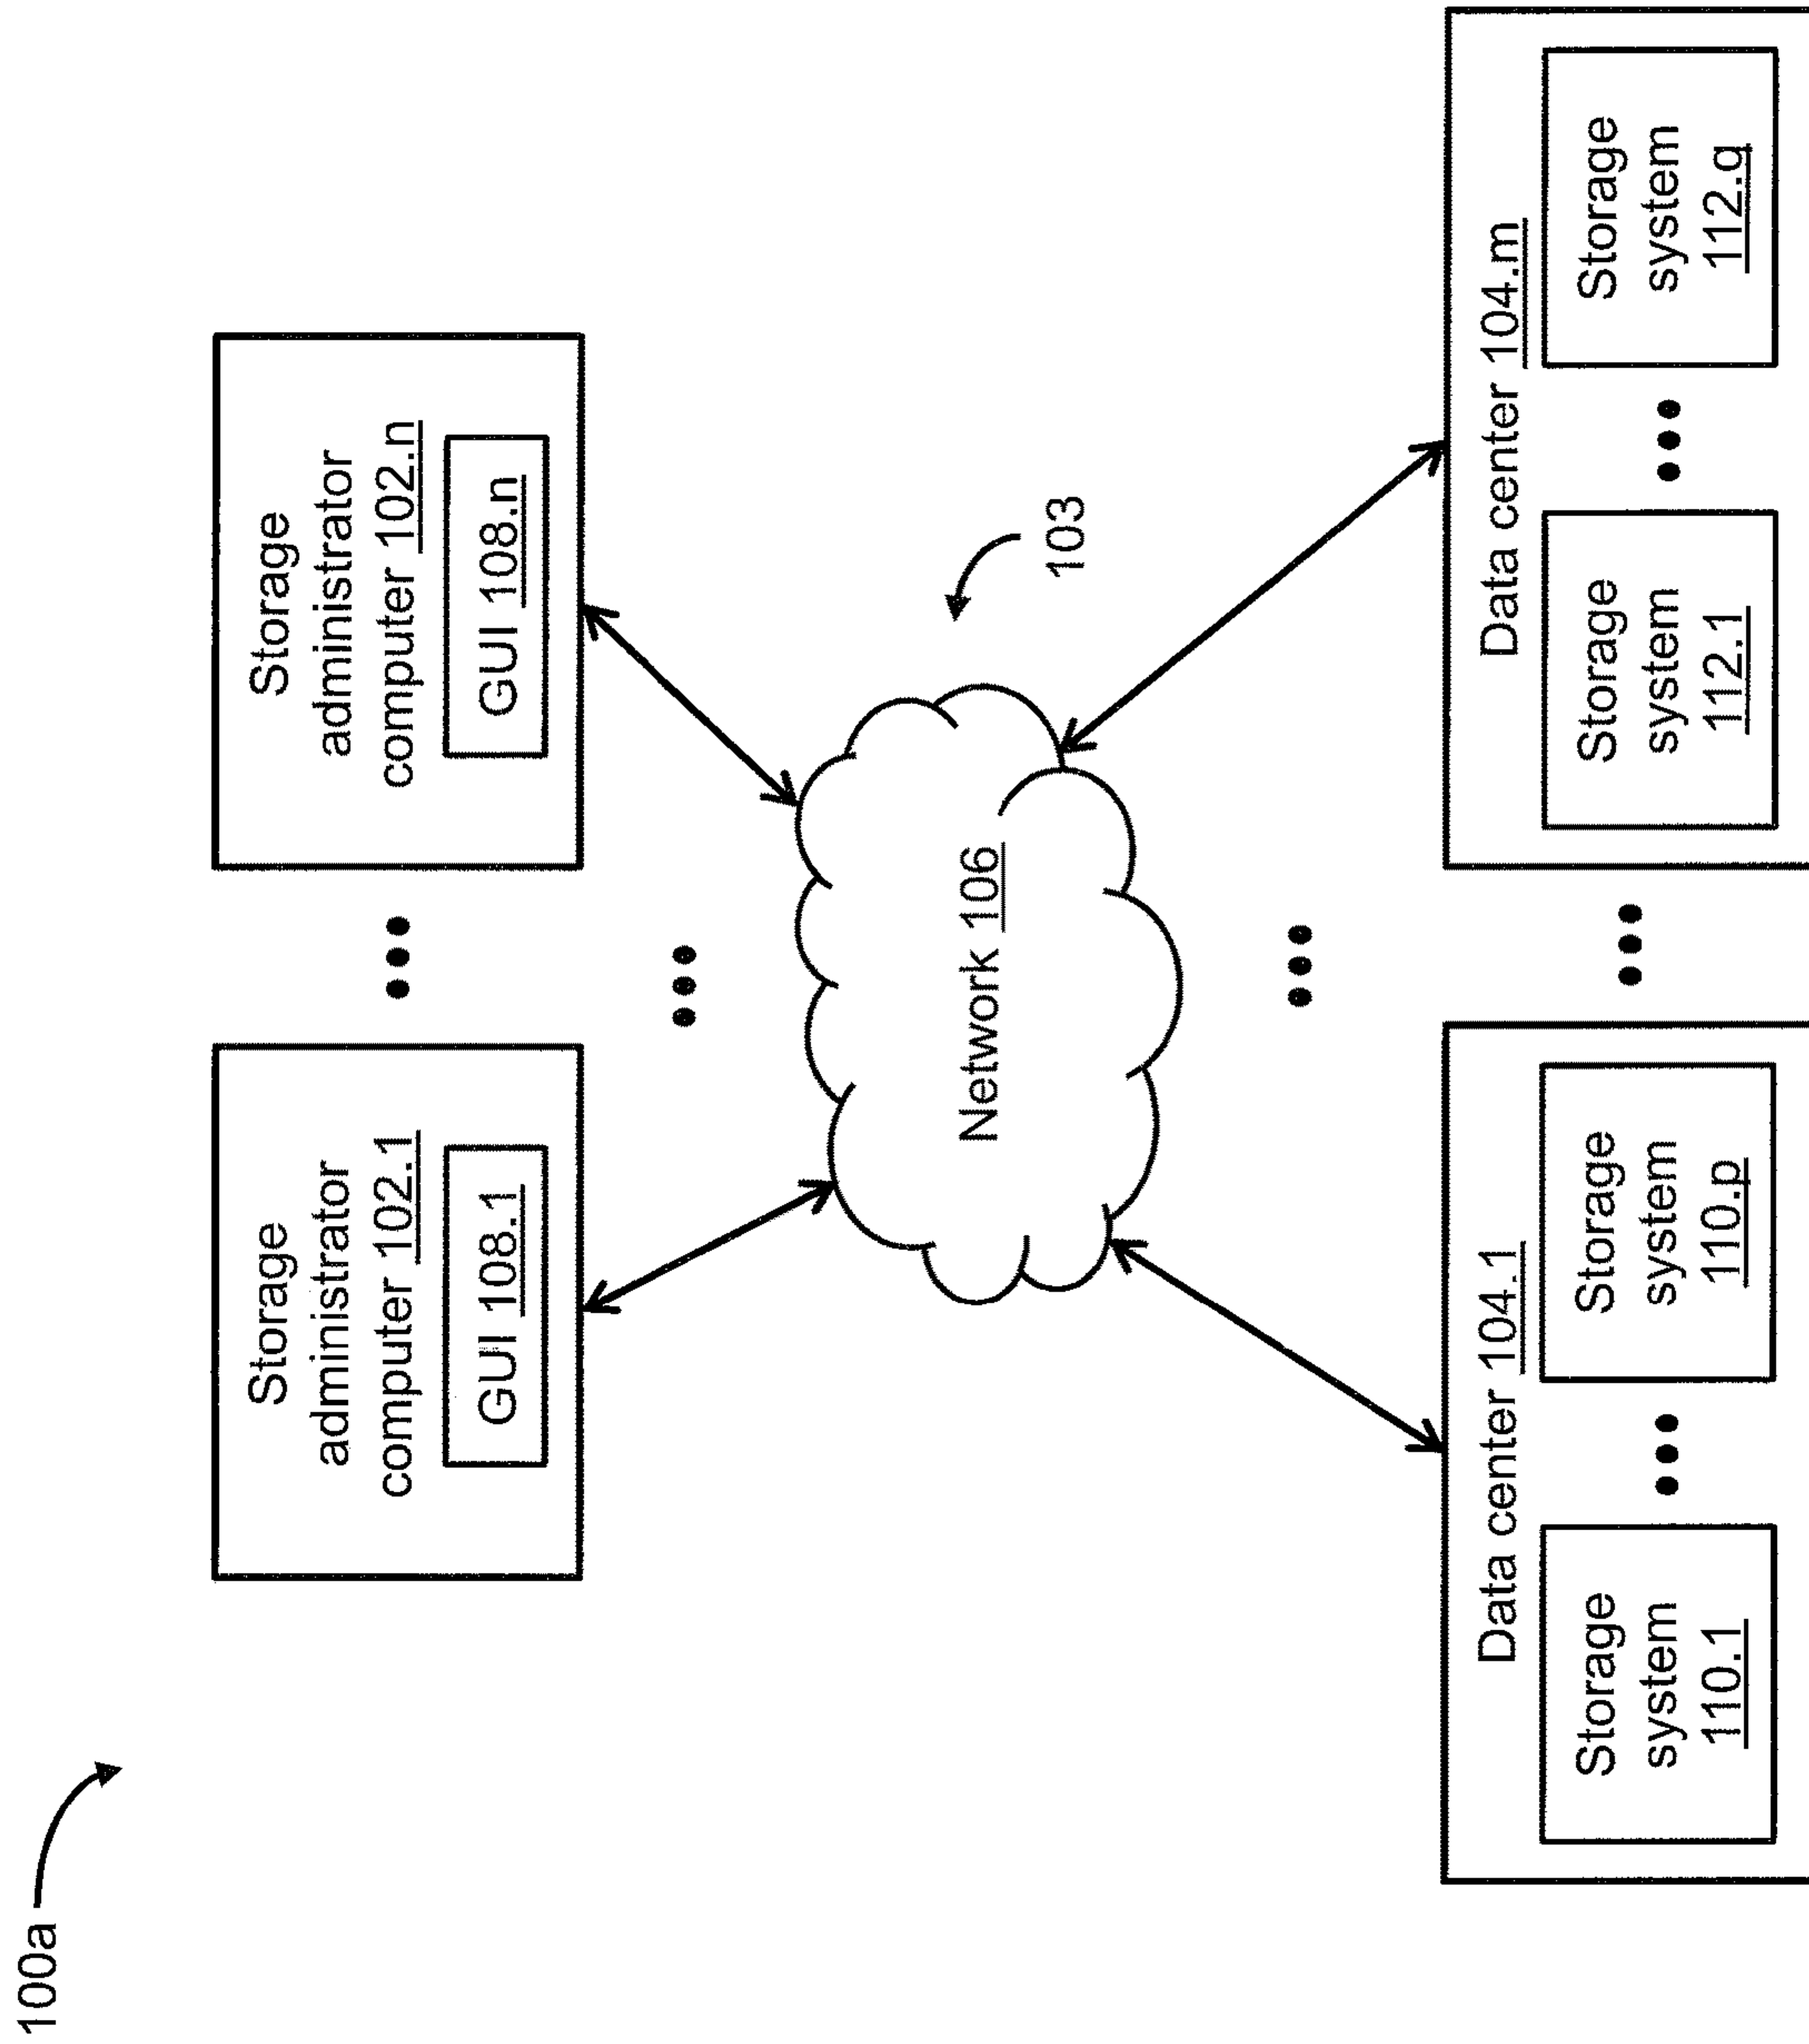 100a
Storage
administrator
computer 102.1
GUI 108.1
Storage
administrator
computer 102.n
GUI 108.n
103
Network 106
Data center 104.1
Storage
system
110.1
Storage
system
110.p
Data center 104.m
Storage
system
112.1
Storage
system
112.q